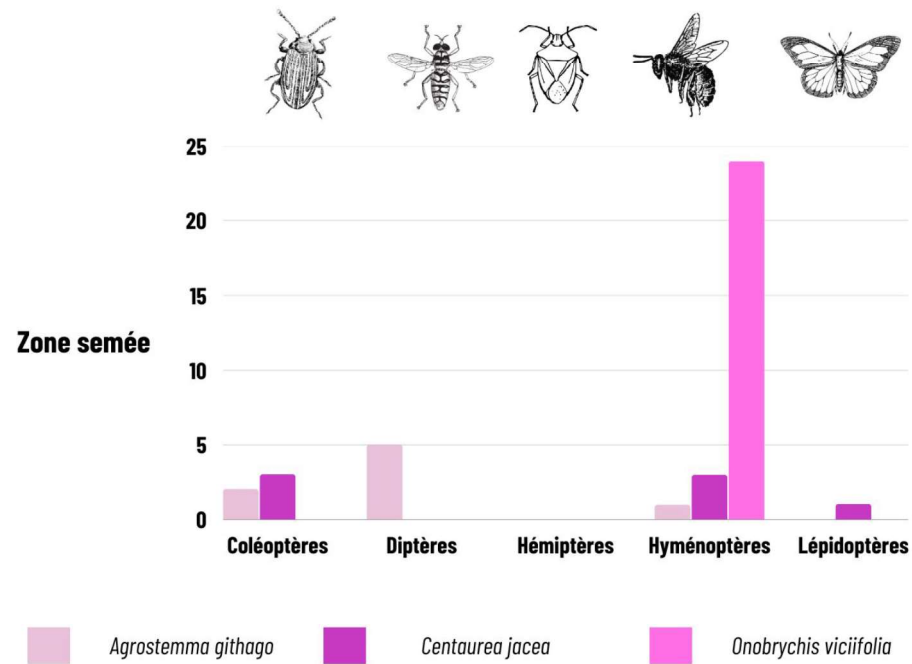 25
20
15
Zone semée
10
5
0
Coléoptères Diptères Hémiptères Hyménoptères Lépidoptères
Agrostemma githago Centaurea jacea Onobrychis viciifolia